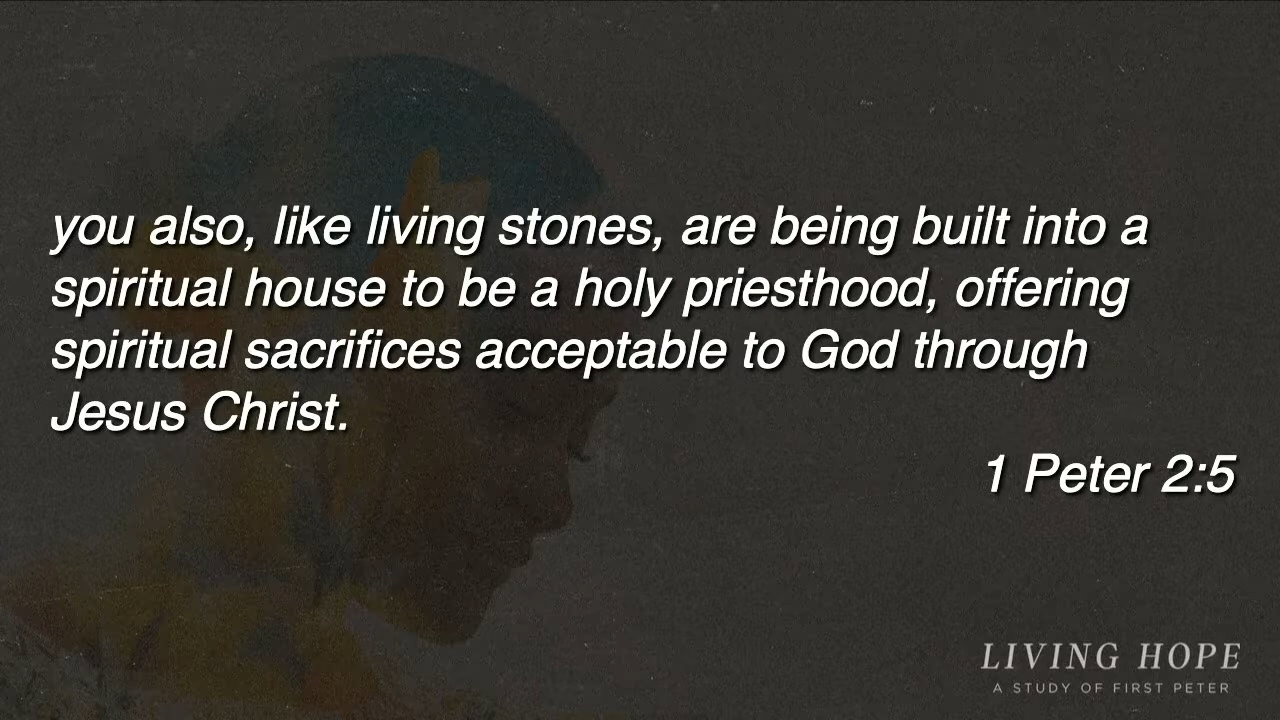 you also, like living stones, are being built into a
spiritual house to be a holy priesthood, offering
spiritual sacrifices acceptable to God through
Jesus Christ.
1 Peter 2:5
LIVING HOPE
A STUDY OF FIRST PETER